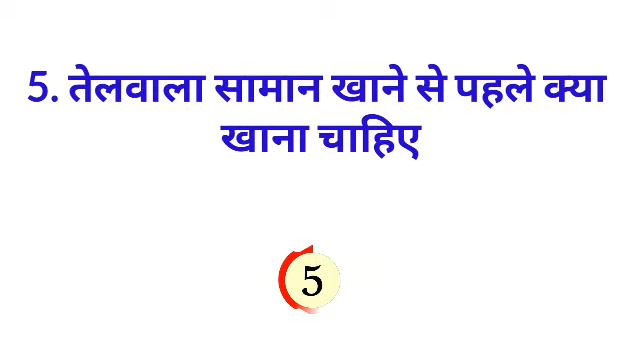 5. तेलवाला सामान खाने से पहले क्या
खाना चाहिए
5